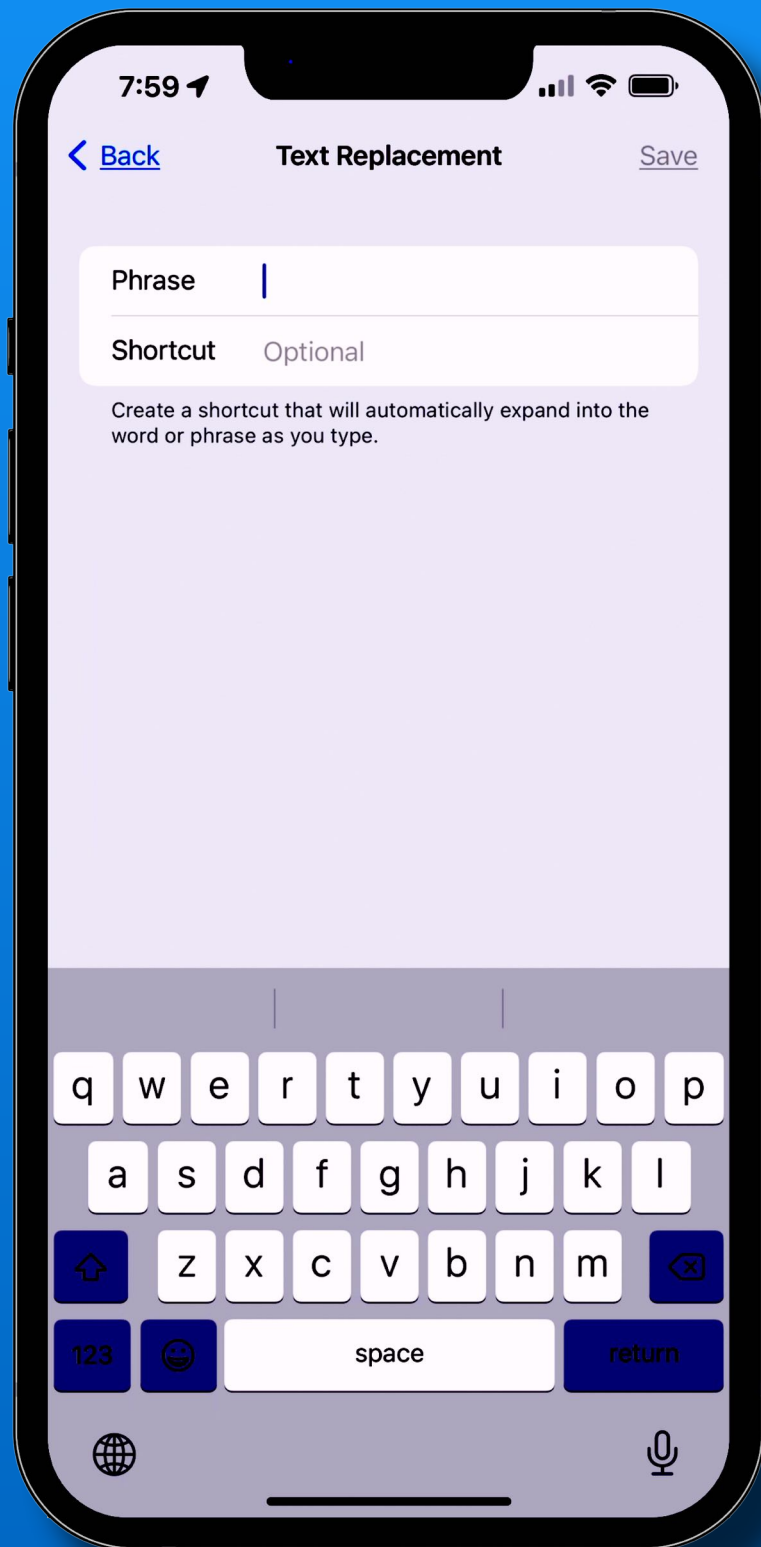 7:59
Back Text Replacement Save
Phrase
Shortcut Optional
Create a shortcut that will automatically expand into the
word or phrase as you type.
q w e r t y u i o p
a s d f g h j k l
z x c v b n m
123 space return